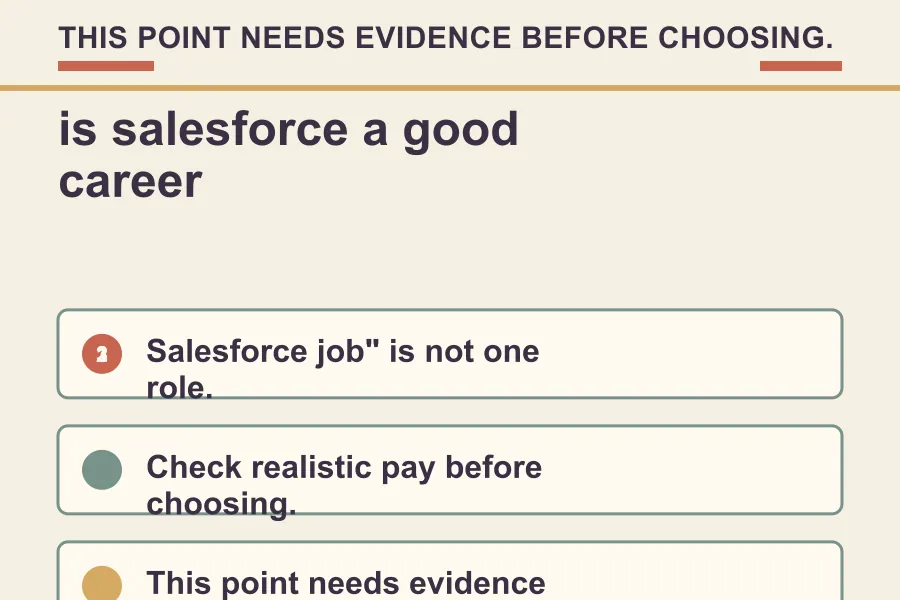 THIS POINT NEEDS EVIDENCE BEFORE CHOOSING.
is salesforce a good
career
Salesforce job" is not one
role.
Check realistic pay before
choosing.
This point needs evidence